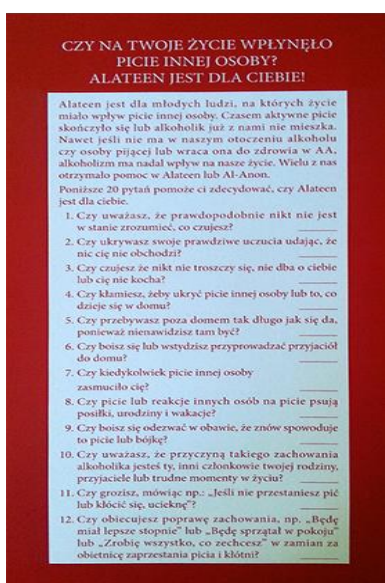 CZY NA TWOJE ŻYCIE WPŁYNĘŁO
PICIE INNEJ OSOBY?
ALATEEN JEST DLA CIEBIE!
Alateen jest dla młodych ludzi, na których życie
miało wpływ picie innej osoby. Czasem aktywne picie
skończyło się lub alkoholik już z nami nie mieszka.
Nawet jeśli nie ma w naszym otoczeniu alkoholu
czy osoby pijącej lub wraca ona do zdrowia w AA,
alkoholizm ma nadal wpływ na nasze życie. Wielu z nas
otrzymało pomoc w Alateen lub Al-Anon.
Poniższe 20 pytań pomoże ci zdecydować, czy Alateen
jest dla ciebie.
1. Czy uważasz, że prawdopodobnie nikt nie jest
w stanie zrozumieć, co czujesz?
2. Czy ukrywasz swoje prawdziwe uczucia udając, że
nic cię nie obchodzi?
3. Czy czujesz że nikt nie troszczy się, nie dba o ciebie
lub cię nie kocha?
4. Czy kłamiesz, żeby ukryć picie innej osoby lub to, co
dzieje się w domu?
5. Czy przebywasz poza domem tak długo jak się da,
ponieważ nienawidzisz tam być?
6. Czy boisz się lub wstydzisz przyprowadzać przyjaciół
do domu?
7. Czy kiedykolwiek picie innej osoby
zasmuciło cię?
8. Czy picie lub reakcje innych osób na picie psują
posiłki, urodziny i wakacje?
9. Czy boisz się odezwać w obawie, że znów spowoduje
to picie lub bójkę?
10. Czy uważasz, że przyczyną takiego zachowania
alkoholika jesteś ty, inni członkowie twojej rodziny,
przyjaciele lub trudne momenty w życiu?
11. Czy grozisz, mówiąc np.: „Jeśli nie przestaniesz pić
lub kłócić się, ucieknę"?
12. Czy obiecujesz poprawę zachowania, np. „Będę
miał lepsze stopnie" lub „Będę sprzątał w pokoju"
lub „Zrobię wszystko, co zechcesz" w zamian za
obietnicę zaprzestania picia i kłótni?